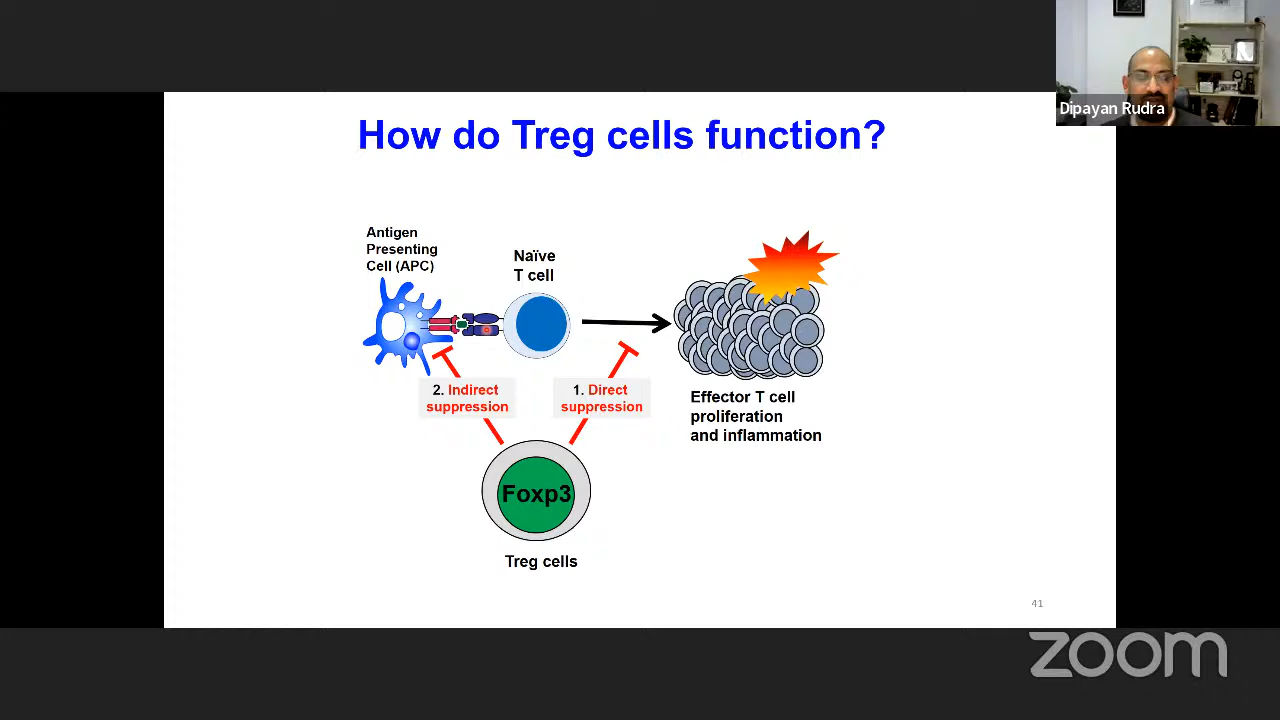 Dipayan Rudra
How do Treg cells function?
Antigen
Presenting
Cell (APC)
Naïve
T cell
2. Indirect
suppression
1. Direct
suppression
Effector T cell
proliferation
and inflammation
Foxp3
Treg cells
41
zoom